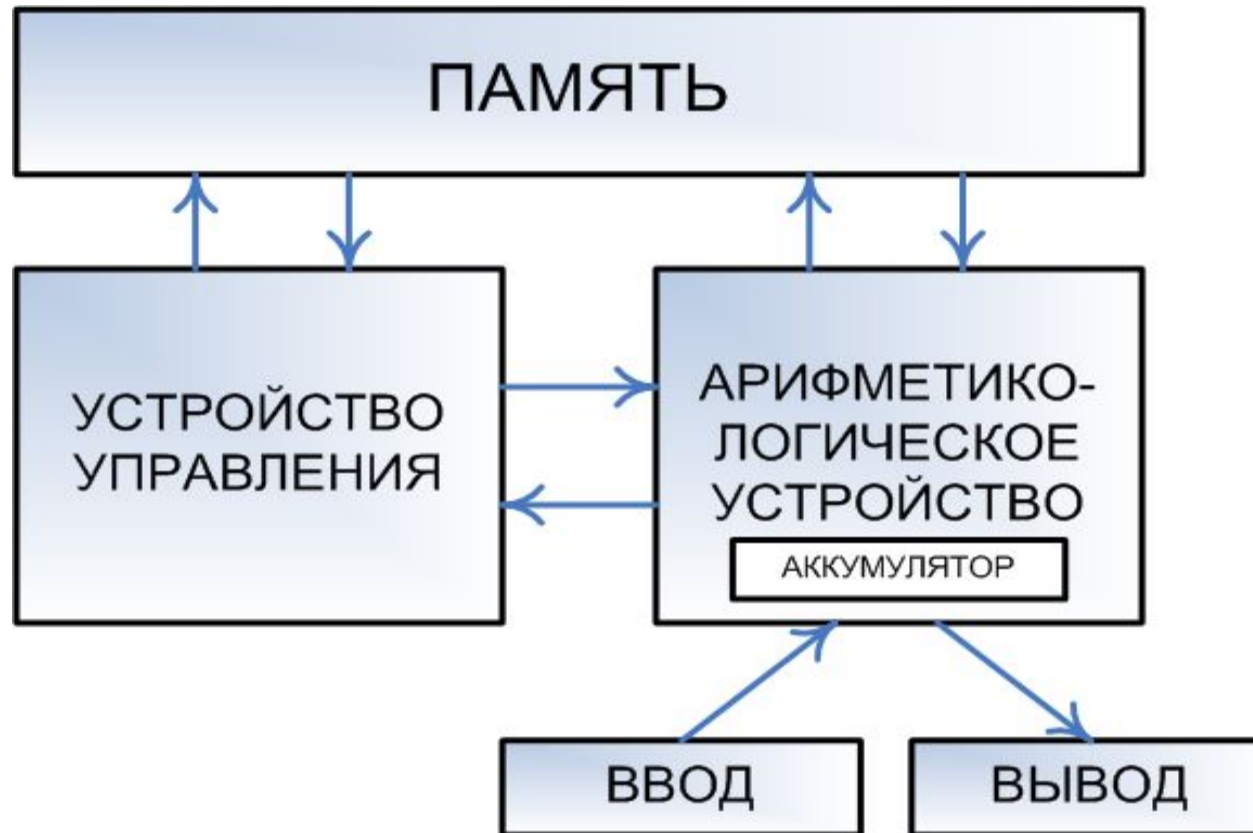 ПАМЯТЬ
УСТРОЙСТВО
УПРАВЛЕНИЯ
АРИФМЕТИКО-
ЛОГИЧЕСКОЕ
УСТРОЙСТВО
АККУМУЛЯТОР
ВВОД
ВЫВОД